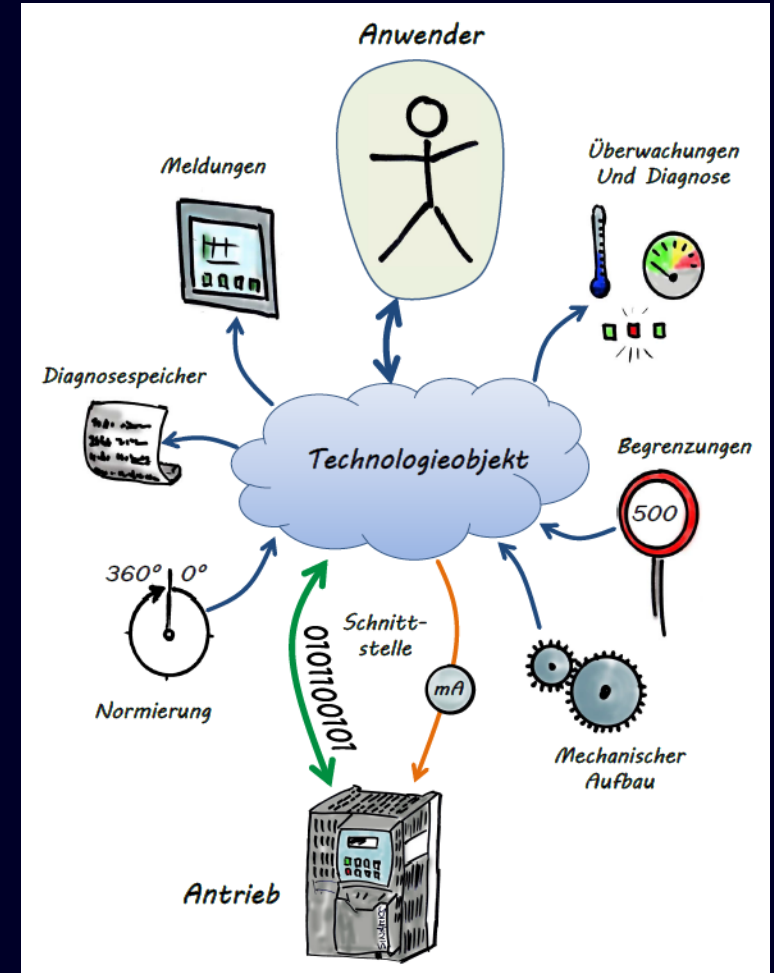 Anwender
Meldungen
Überwachungen
Und Diagnose
Diagnosespeicher
Technologieobjekt
Begrenzungen
500
360° 0°
Schnitt-
stelle
0101100101
mA
Normierung
Mechanischer
Aufbau
Antrieb